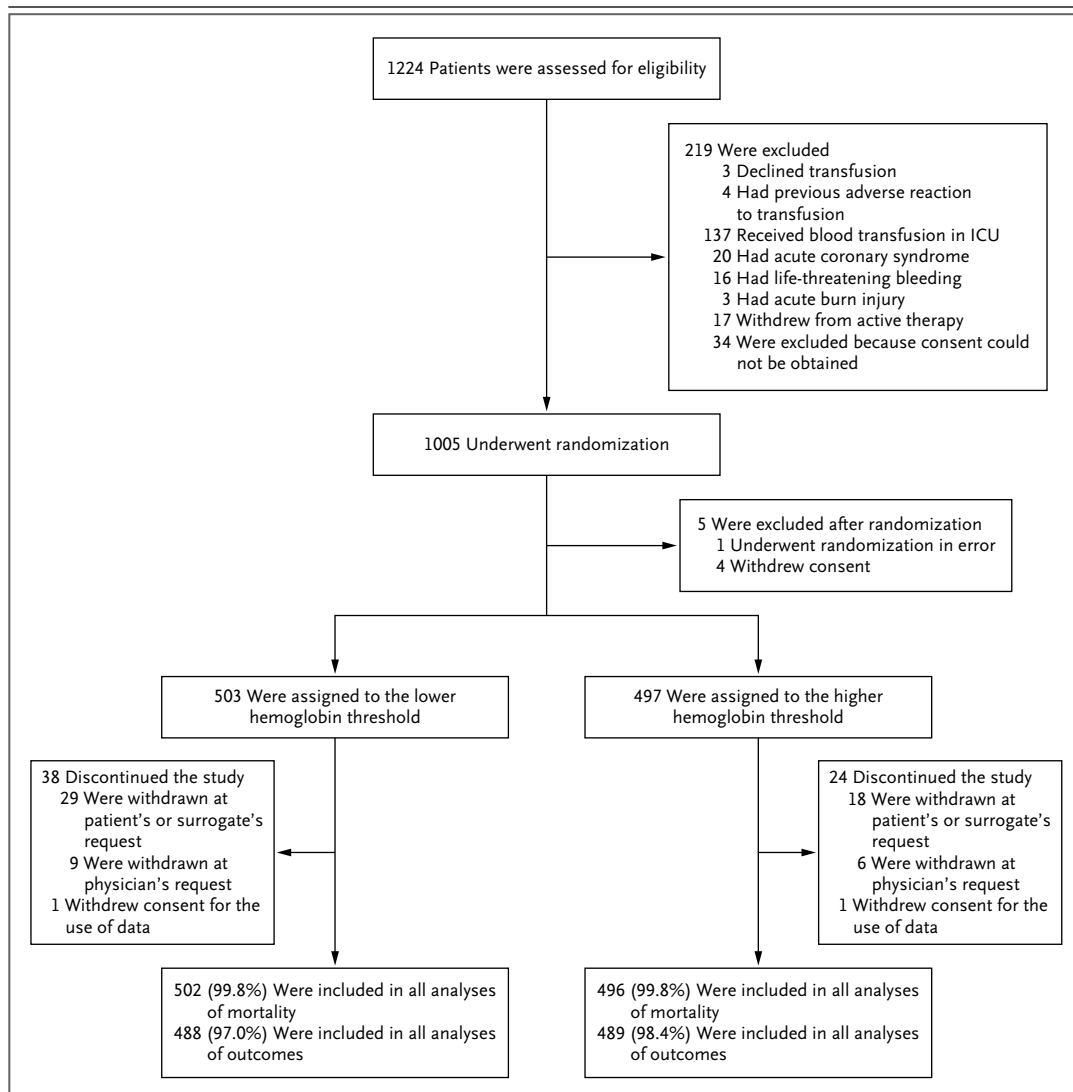 1224 Patients were assessed for eligibility
219 Were excluded
3 Declined transfusion
4 Had previous adverse reaction
to transfusion
137 Received blood transfusion in ICU
20 Had acute coronary syndrome
16 Had life-threatening bleeding
3 Had acute burn injury
17 Withdrew from active therapy
34 Were excluded because consent could
not be obtained
1005 Underwent randomization
5 Were excluded after randomization
1 Underwent randomization in error
4 Withdrew consent
503 Were assigned to the lower
hemoglobin threshold
497 Were assigned to the higher
hemoglobin threshold
38 Discontinued the study
29 Were withdrawn at
patient's or surrogate's
request
9 Were withdrawn at
physician's request
1 Withdrew consent for the
use of data
24 Discontinued the study
18 Were withdrawn at
patient's or surrogate's
request
6 Were withdrawn at
physician's request
1 Withdrew consent for the
use of data
502 (99.8%) Were included in all analyses
of mortality
488 (97.0%) Were included in all analyses
of outcomes
496 (99.8%) Were included in all analyses
of mortality
489 (98.4%) Were included in all analyses
of outcomes